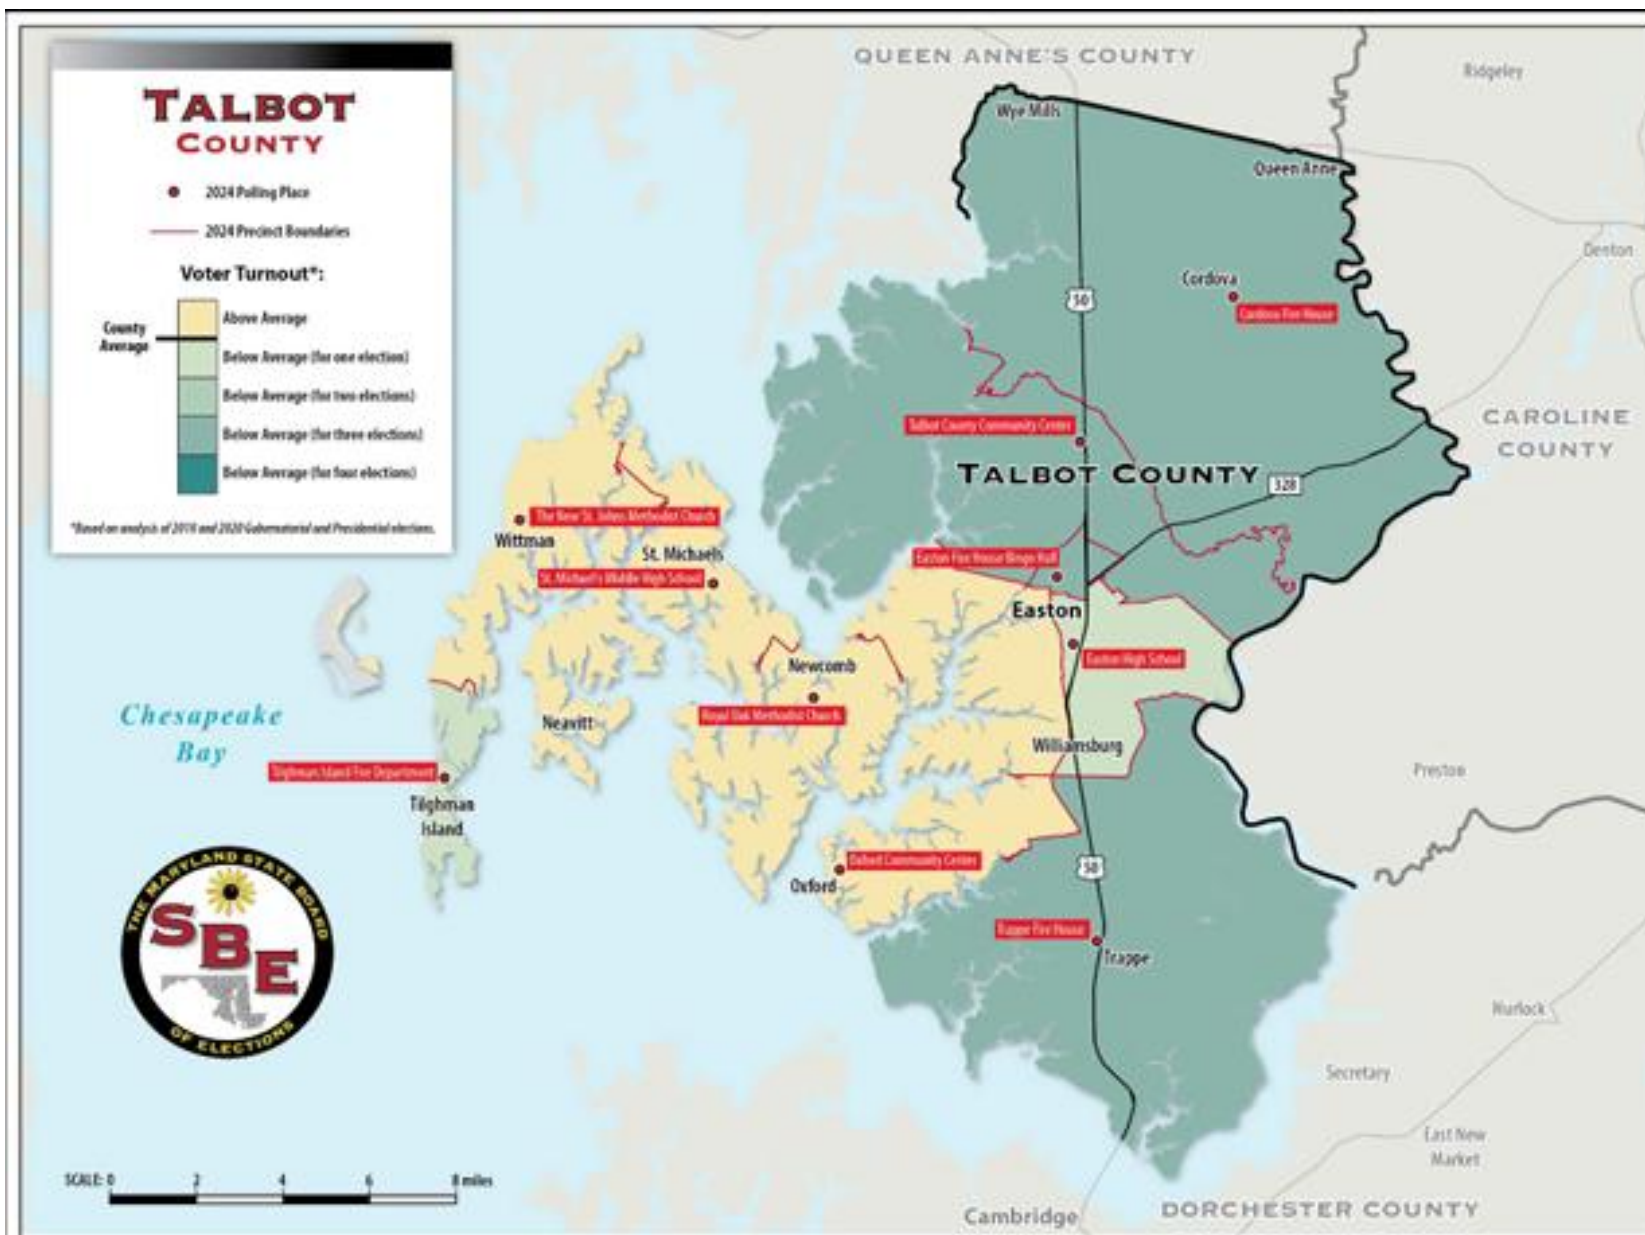 TALBOT
COUNTY
2024 Polling Place
2024 Precinct Boundaries
Voter Turnout*:
County
Average
Above Average
Below Average (for one election)
Below Average (for two elections)
Below Average (for three elections)
Below Average (for four elections)
and 2020 Gubernatorial and Presidential elections.
QUEEN ANNE'S COUNTY
Ridgeley
Wye Mills
Queen Anne
Denton
Cordova
Cordova Fire House
50
CAROLINE
COUNTY
Talbot County Community Center
TALBOT COUNTY
328
The New St. Johns Methodist Church
Wittman
St. Michaels
St. Michael's Middle High School
Easton Fire House Bingo Hall
Easton
Easton High School
Newcomb
Royal Oak Methodist Church
Neavitt
Chesapeake
Bay
Williamsburg
Preston
Tilghman Island Fire Department
Tilghman
Island
Oxford Community Center
Oxford
50
Trappe Fire House
Trappe
THE MARYLAND STATE BOARD
SBE
OF ELECTIONS
Hurlock
Secretary
East New
Market
SCALE: 0 2 4 6 8 miles
Cambridge
DORCHESTER COUNTY